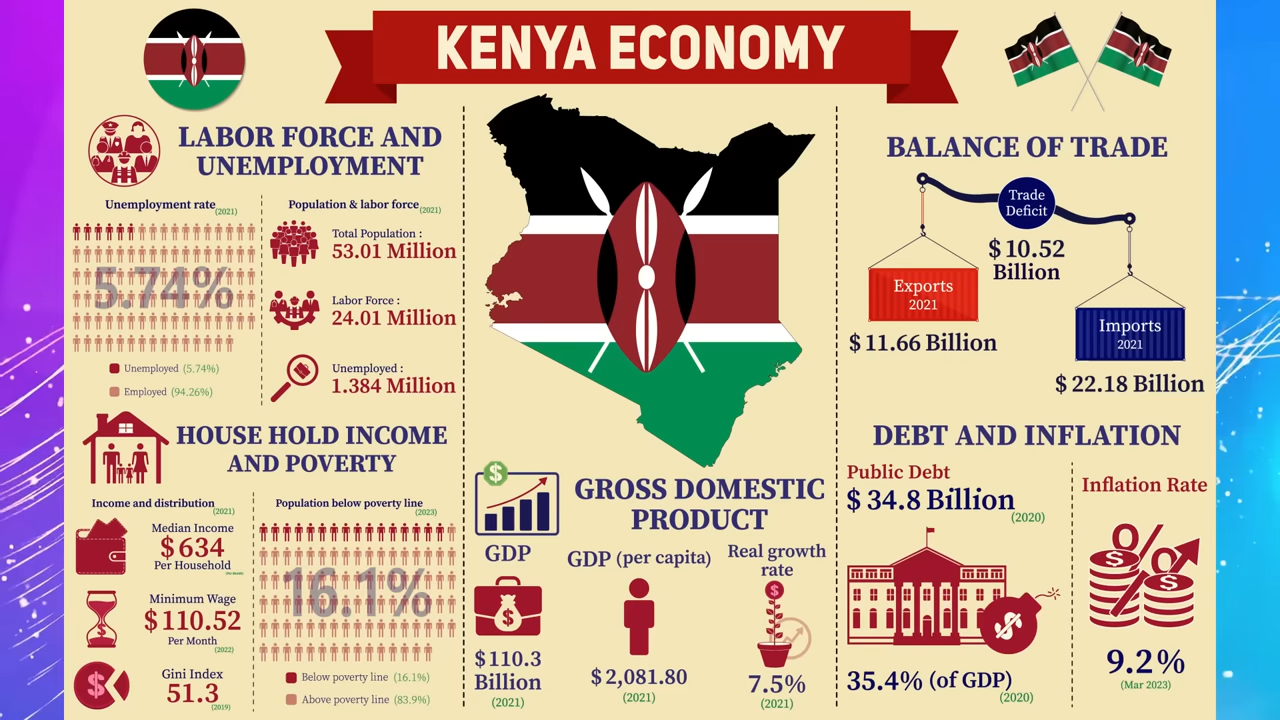 KENYA ECONOMY
LABOR FORCE AND
UNEMPLOYMENT
Unemployment rate (2021)
5.74%
Unemployed (5.74%)
Employed (94.26%)
Population & labor force (2021)
Total Population :
53.01 Million
Labor Force :
24.01 Million
Unemployed :
1.384 Million
HOUSE HOLD INCOME
AND POVERTY
Income and distribution (2021)
Median Income
$634
Per Household
Minimum Wage
$110.52
Per Month
(2022)
Gini Index
51.3
(2019)
Population below poverty line (2023)
16.1%
Below poverty line (16.1%)
Above poverty line (83.9%)
GROSS DOMESTIC
PRODUCT
GDP
$110.3
Billion
(2021)
GDP (per capita)
$2,081.80
(2021)
Real growth
rate
7.5%
(2021)
BALANCE OF TRADE
Trade
Deficit
$10.52
Billion
Exports
2021
$11.66 Billion
Imports
2021
$22.18 Billion
DEBT AND INFLATION
Public Debt
$34.8 Billion
(2020)
35.4% (of GDP)
(2020)
Inflation Rate
9.2%
(Mar 2023)